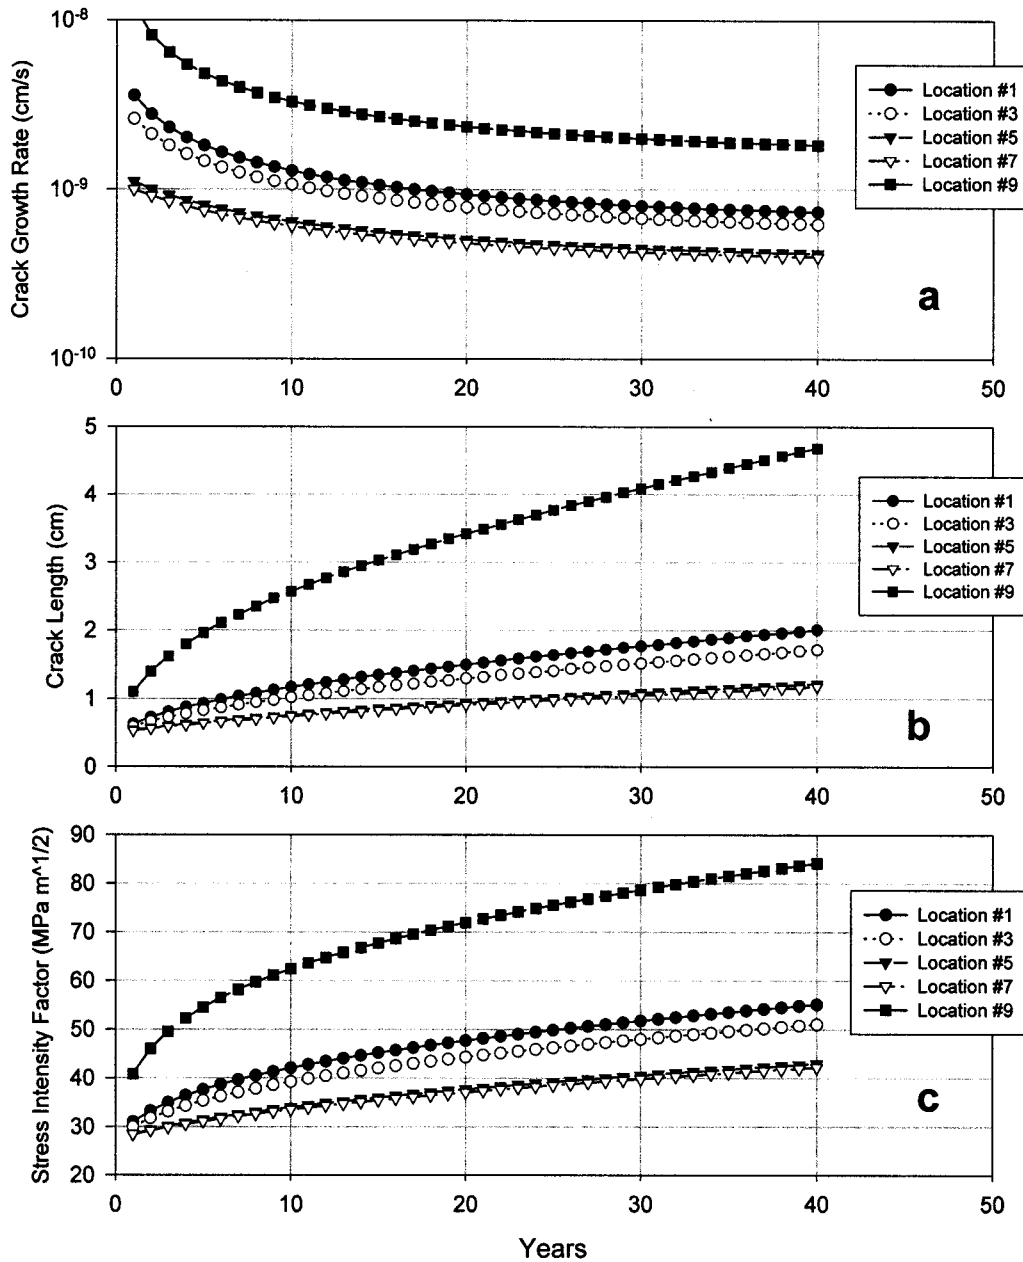 10-8
10-9
10-10
Crack Growth Rate (cm/s)
Location #1
Location #3
Location #5
Location #7
Location #9
a
0 10 20 30 40 50
5
4
3
2
1
0
Crack Length (cm)
Location #1
Location #3
Location #5
Location #7
Location #9
b
0 10 20 30 40 50
90
80
70
60
50
40
30
20
Stress Intensity Factor (MPa m^1/2)
Location #1
Location #3
Location #5
Location #7
Location #9
c
0 10 20 30 40 50
Years